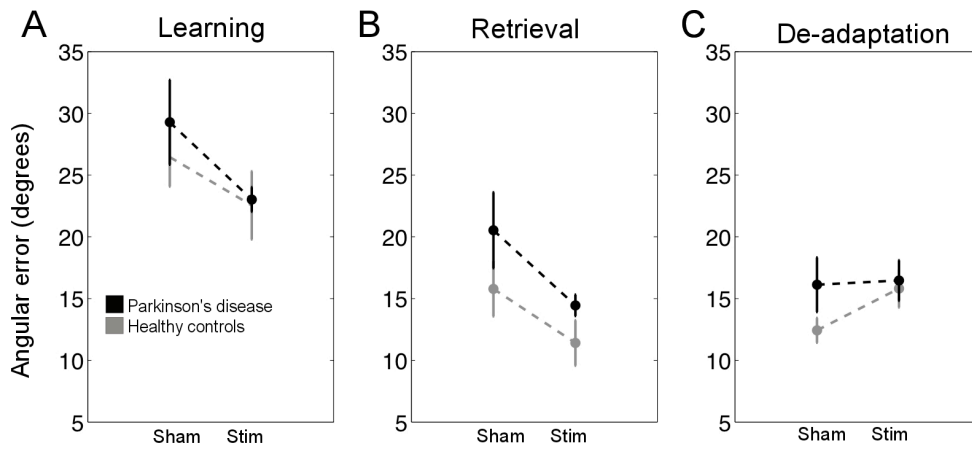 A Learning
B Retrieval
C De-adaptation
Angular error (degrees)
35
30
25
20
15
10
5
Parkinson's disease
Healthy controls
Sham Stim
35
30
25
20
15
10
5
Sham Stim
35
30
25
20
15
10
5
Sham Stim